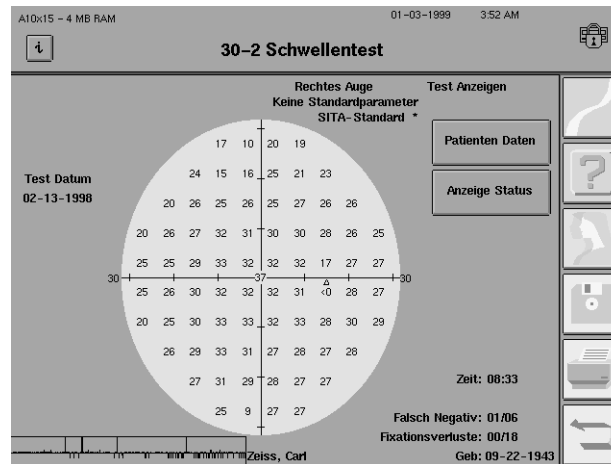 A10x15 - 4 MB RAM
01-03-1999 3:52 AM
i
30-2 Schwellentest
Rechtes Auge
Keine Standardparameter
SITA-Standard *
Test Anzeigen
Patienten Daten
Anzeige Status
Test Datum
02-13-1998
17 10 20 19
24 15 16 25 21 23
20 26 25 26 25 27 26 26
20 26 27 32 31 30 30 28 26 25
25 25 29 33 32 32 32 17 27 27
30 37 30
25 26 30 32 32 32 31 <0 28 27
20 25 30 33 33 32 33 28 30 29
26 29 33 31 27 28 27 28
27 31 29 28 27 27
25 9 27 27
Zeit: 08:33
Falsch Negativ: 01/06
Fixationsverluste: 00/18
Zeiss, Carl
Geb: 09-22-1943
?